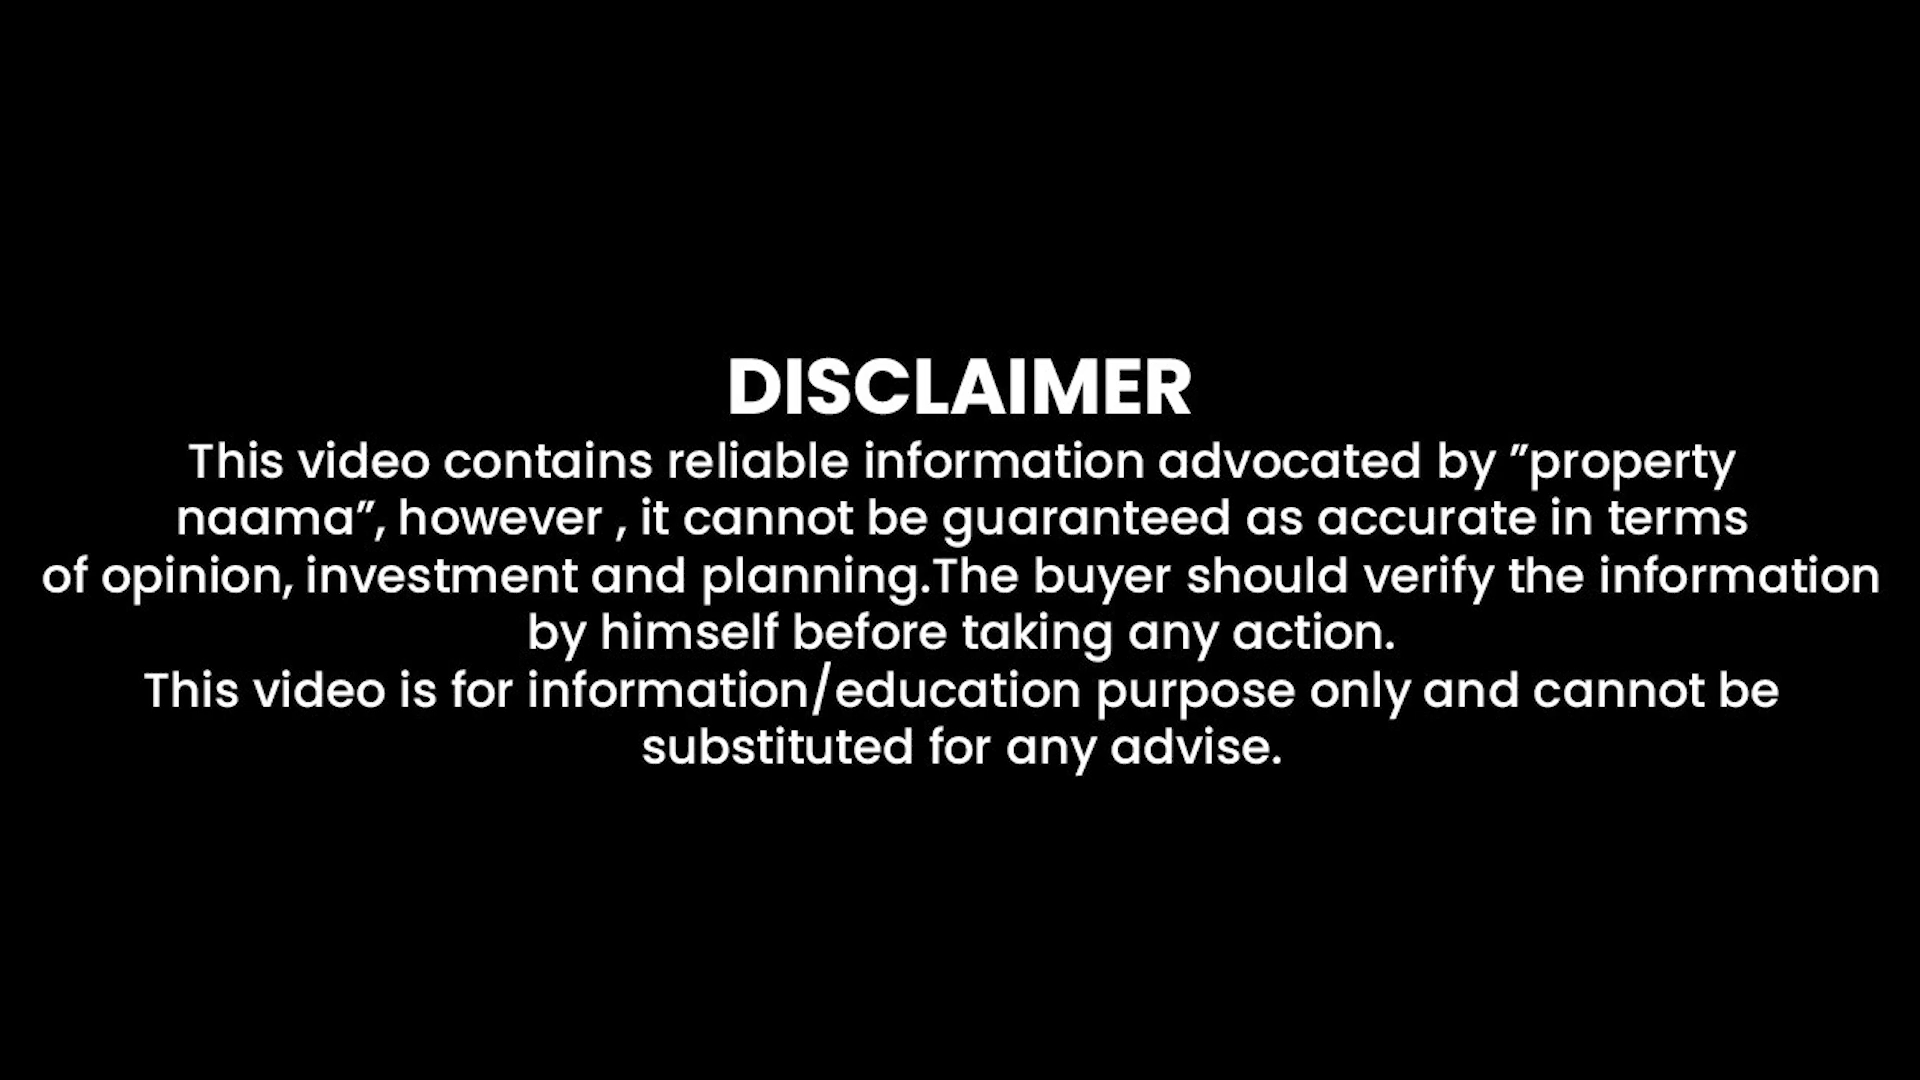 DISCLAIMER
This video contains reliable information advocated by ”property
naama”, however , it cannot be guaranteed as accurate in terms
of opinion, investment and planning.The buyer should verify the information
by himself before taking any action.
This video is for information/education purpose only and cannot be
substituted for any advise.